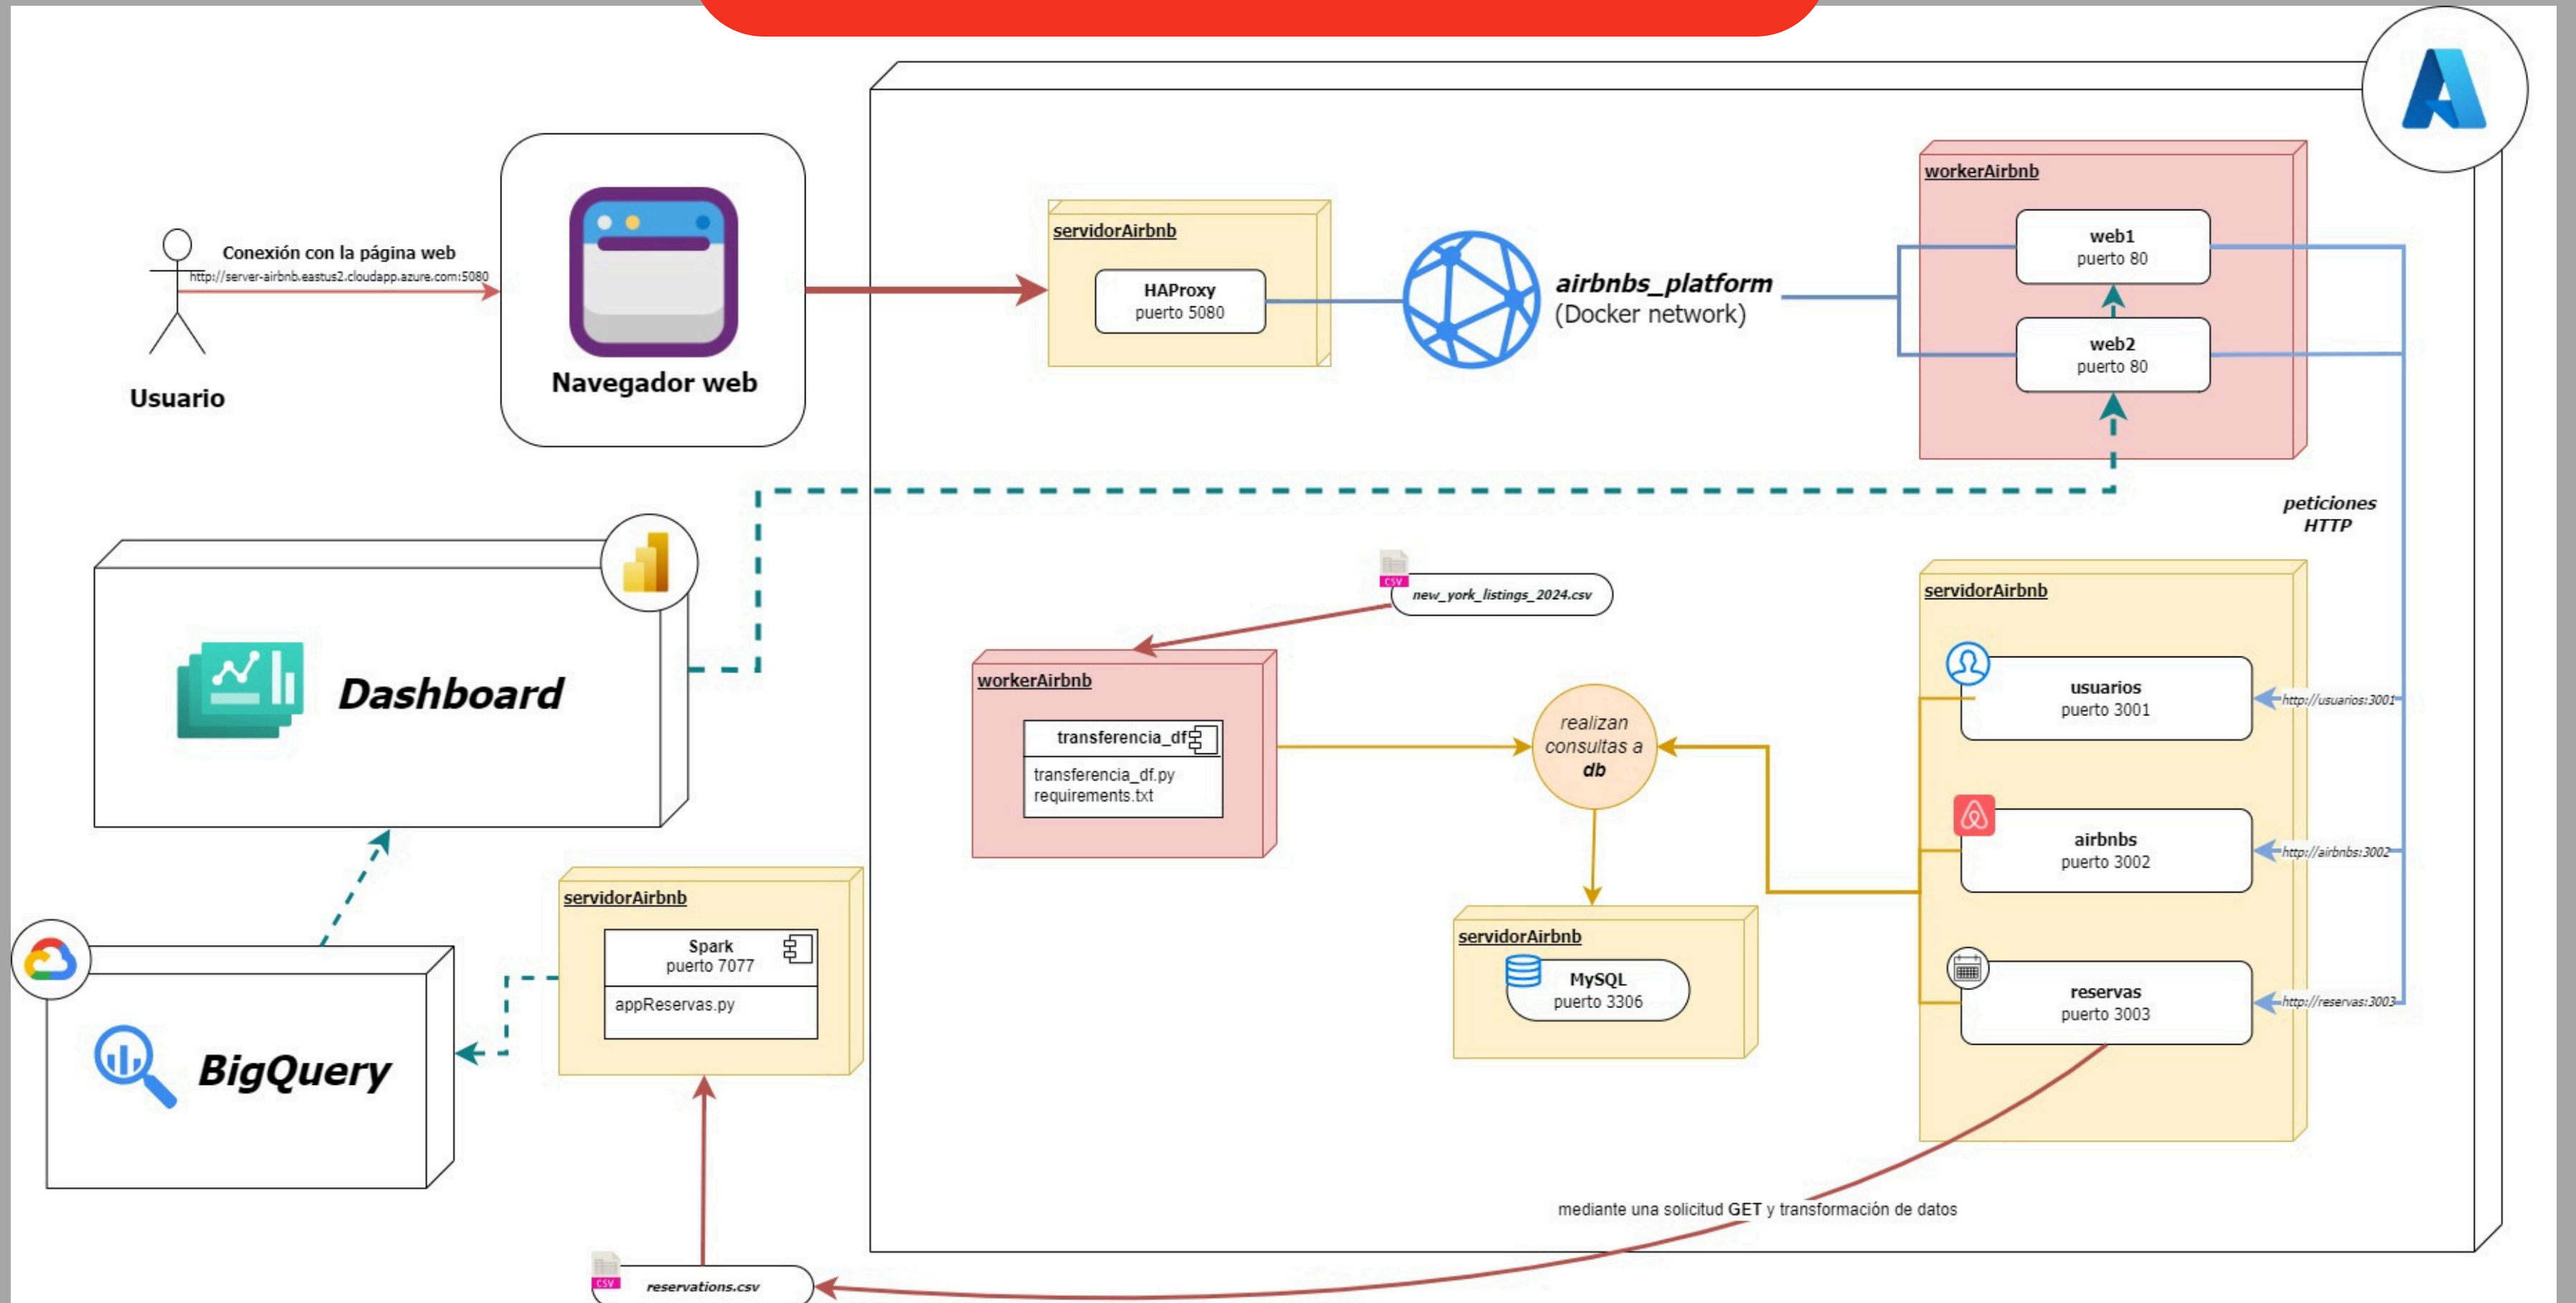 Conexión con la página web
http://server-airbnb.eastus2.cloudapp.azure.com:5080
Usuario
Navegador web
servidorAirbnb
HAProxy
puerto 5080
airbnbs_platform
(Docker network)
workerAirbnb
web1
puerto 80
web2
puerto 80
peticiones
HTTP
Dashboard
CSV
new_york_listings_2024.csv
workerAirbnb
transferencia_df
transferencia_df.py
requirements.txt
realizan
consultas a
db
servidorAirbnb
usuarios
puerto 3001
http://usuarios:3001
airbnbs
puerto 3002
http://airbnbs:3002
reservas
puerto 3003
http://reservas:3003
servidorAirbnb
MySQL
puerto 3306
servidorAirbnb
Spark
puerto 7077
appReservas.py
BigQuery
mediante una solicitud GET y transformación de datos
CSV
reservations.csv